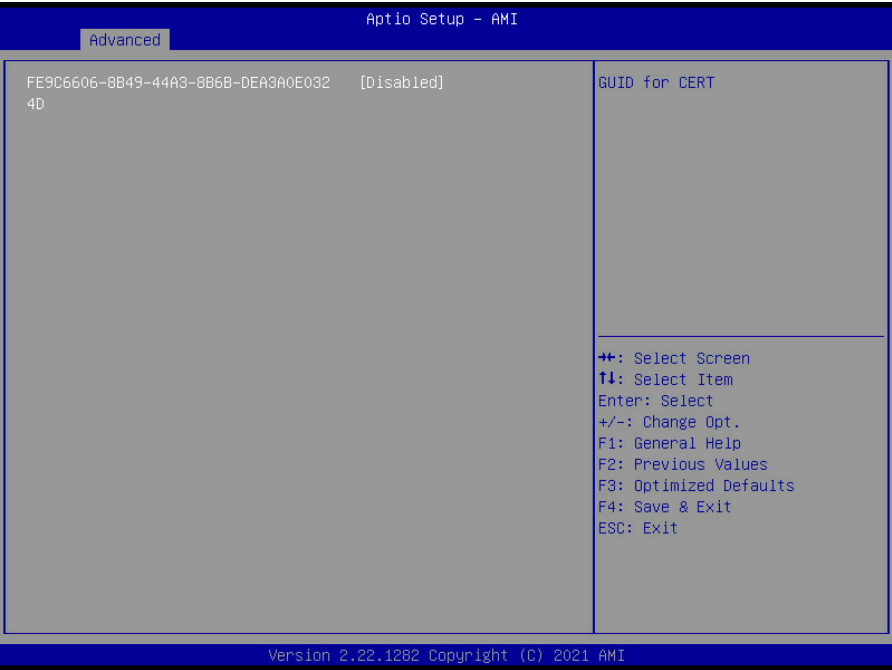 Aptio Setup - AMI
Advanced
FE9C6606-8B49-44A3-8B6B-DEA3A0E032 [Disabled]
4D
GUID for CERT
→←: Select Screen
↑↓: Select Item
Enter: Select
+/-: Change Opt.
F1: General Help
F2: Previous Values
F3: Optimized Defaults
F4: Save & Exit
ESC: Exit
Version 2.22.1282 Copyright (C) 2021 AMI